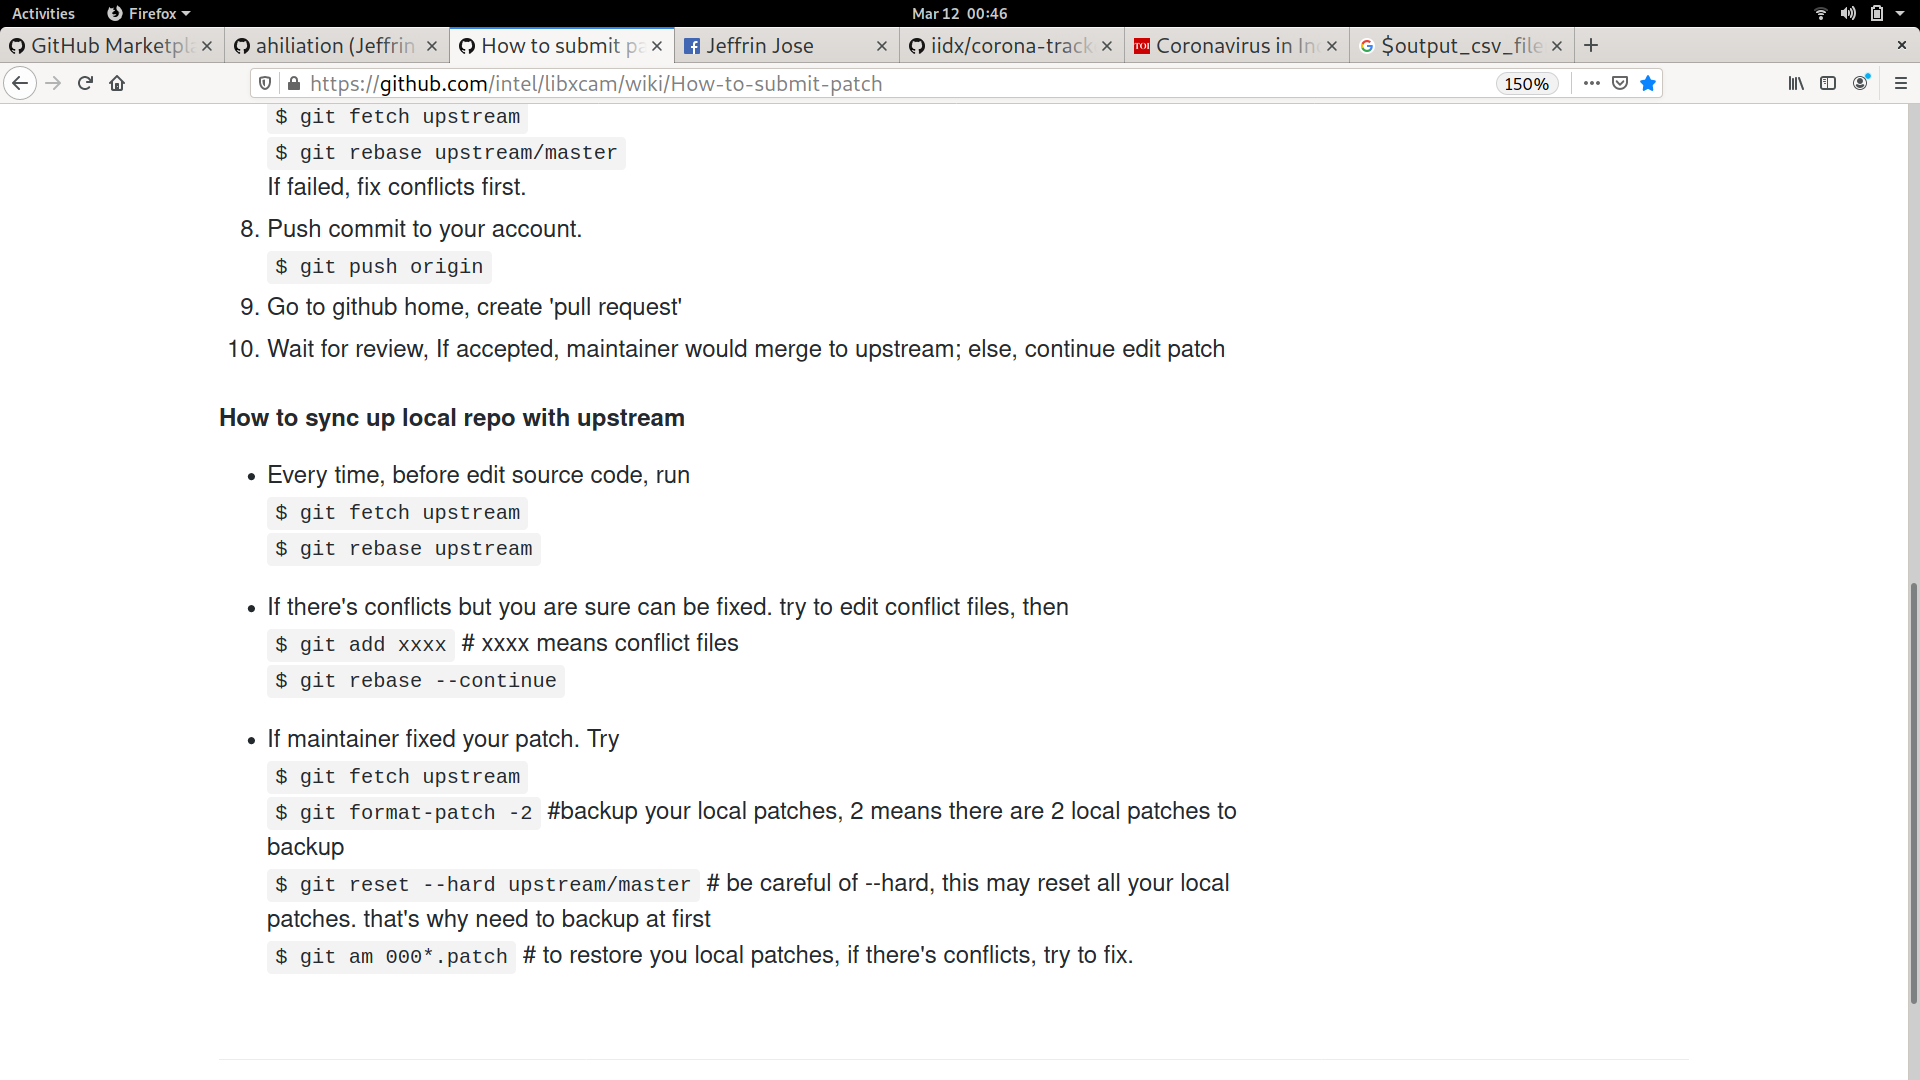 Activities Firefox Mar 12 00:46
GitHub Marketpl ahiliation (Jeffrin How to submit pa Jeffrin Jose iidx/corona-track TOI Coronavirus in In $output_csv_file
https://github.com/intel/libxcam/wiki/How-to-submit-patch 150%
$ git fetch upstream
$ git rebase upstream/master
If failed, fix conflicts first.
8. Push commit to your account.
$ git push origin
9. Go to github home, create 'pull request'
10. Wait for review, If accepted, maintainer would merge to upstream; else, continue edit patch
How to sync up local repo with upstream
• Every time, before edit source code, run
$ git fetch upstream
$ git rebase upstream
• If there's conflicts but you are sure can be fixed. try to edit conflict files, then
$ git add xxxx # xxxx means conflict files
$ git rebase --continue
• If maintainer fixed your patch. Try
$ git fetch upstream
$ git format-patch -2 #backup your local patches, 2 means there are 2 local patches to
backup
$ git reset --hard upstream/master # be careful of --hard, this may reset all your local
patches. that's why need to backup at first
$ git am 000*.patch # to restore you local patches, if there's conflicts, try to fix.